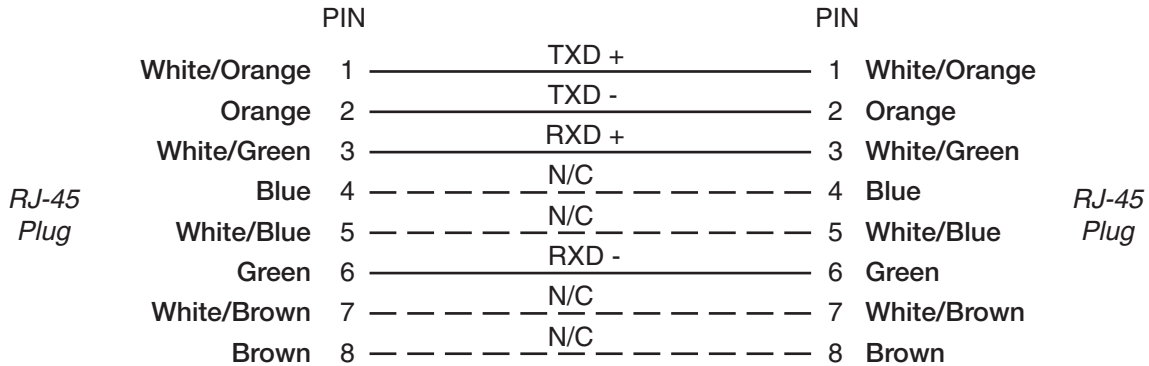 PIN PIN
TXD +
White/Orange 1 1 White/Orange
TXD -
Orange 2 2 Orange
RXD +
White/Green 3 3 White/Green
N/C
Blue 4 4 Blue
RJ-45 Plug
RJ-45 Plug
N/C
White/Blue 5 5 White/Blue
RXD -
Green 6 6 Green
N/C
White/Brown 7 7 White/Brown
N/C
Brown 8 8 Brown